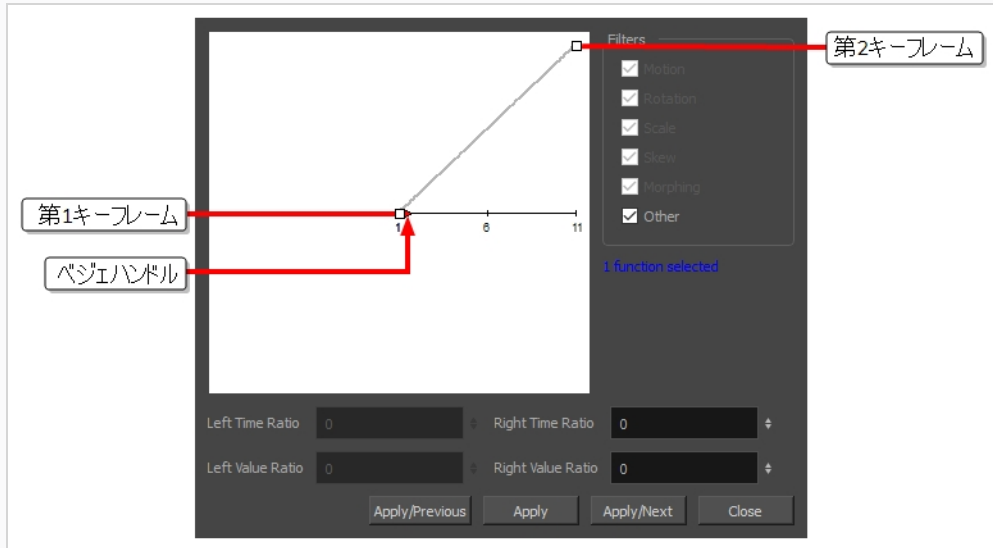 Filters
第2キーフレーム
Motion
Rotation
Scale
Skew
Morphing
Other
第1キーフレーム
1
6
11
ベジェハンドル
1 function selected
Left Time Ratio 0 Right Time Ratio 0
Left Value Ratio 0 Right Value Ratio 0
Apply/Previous Apply Apply/Next Close